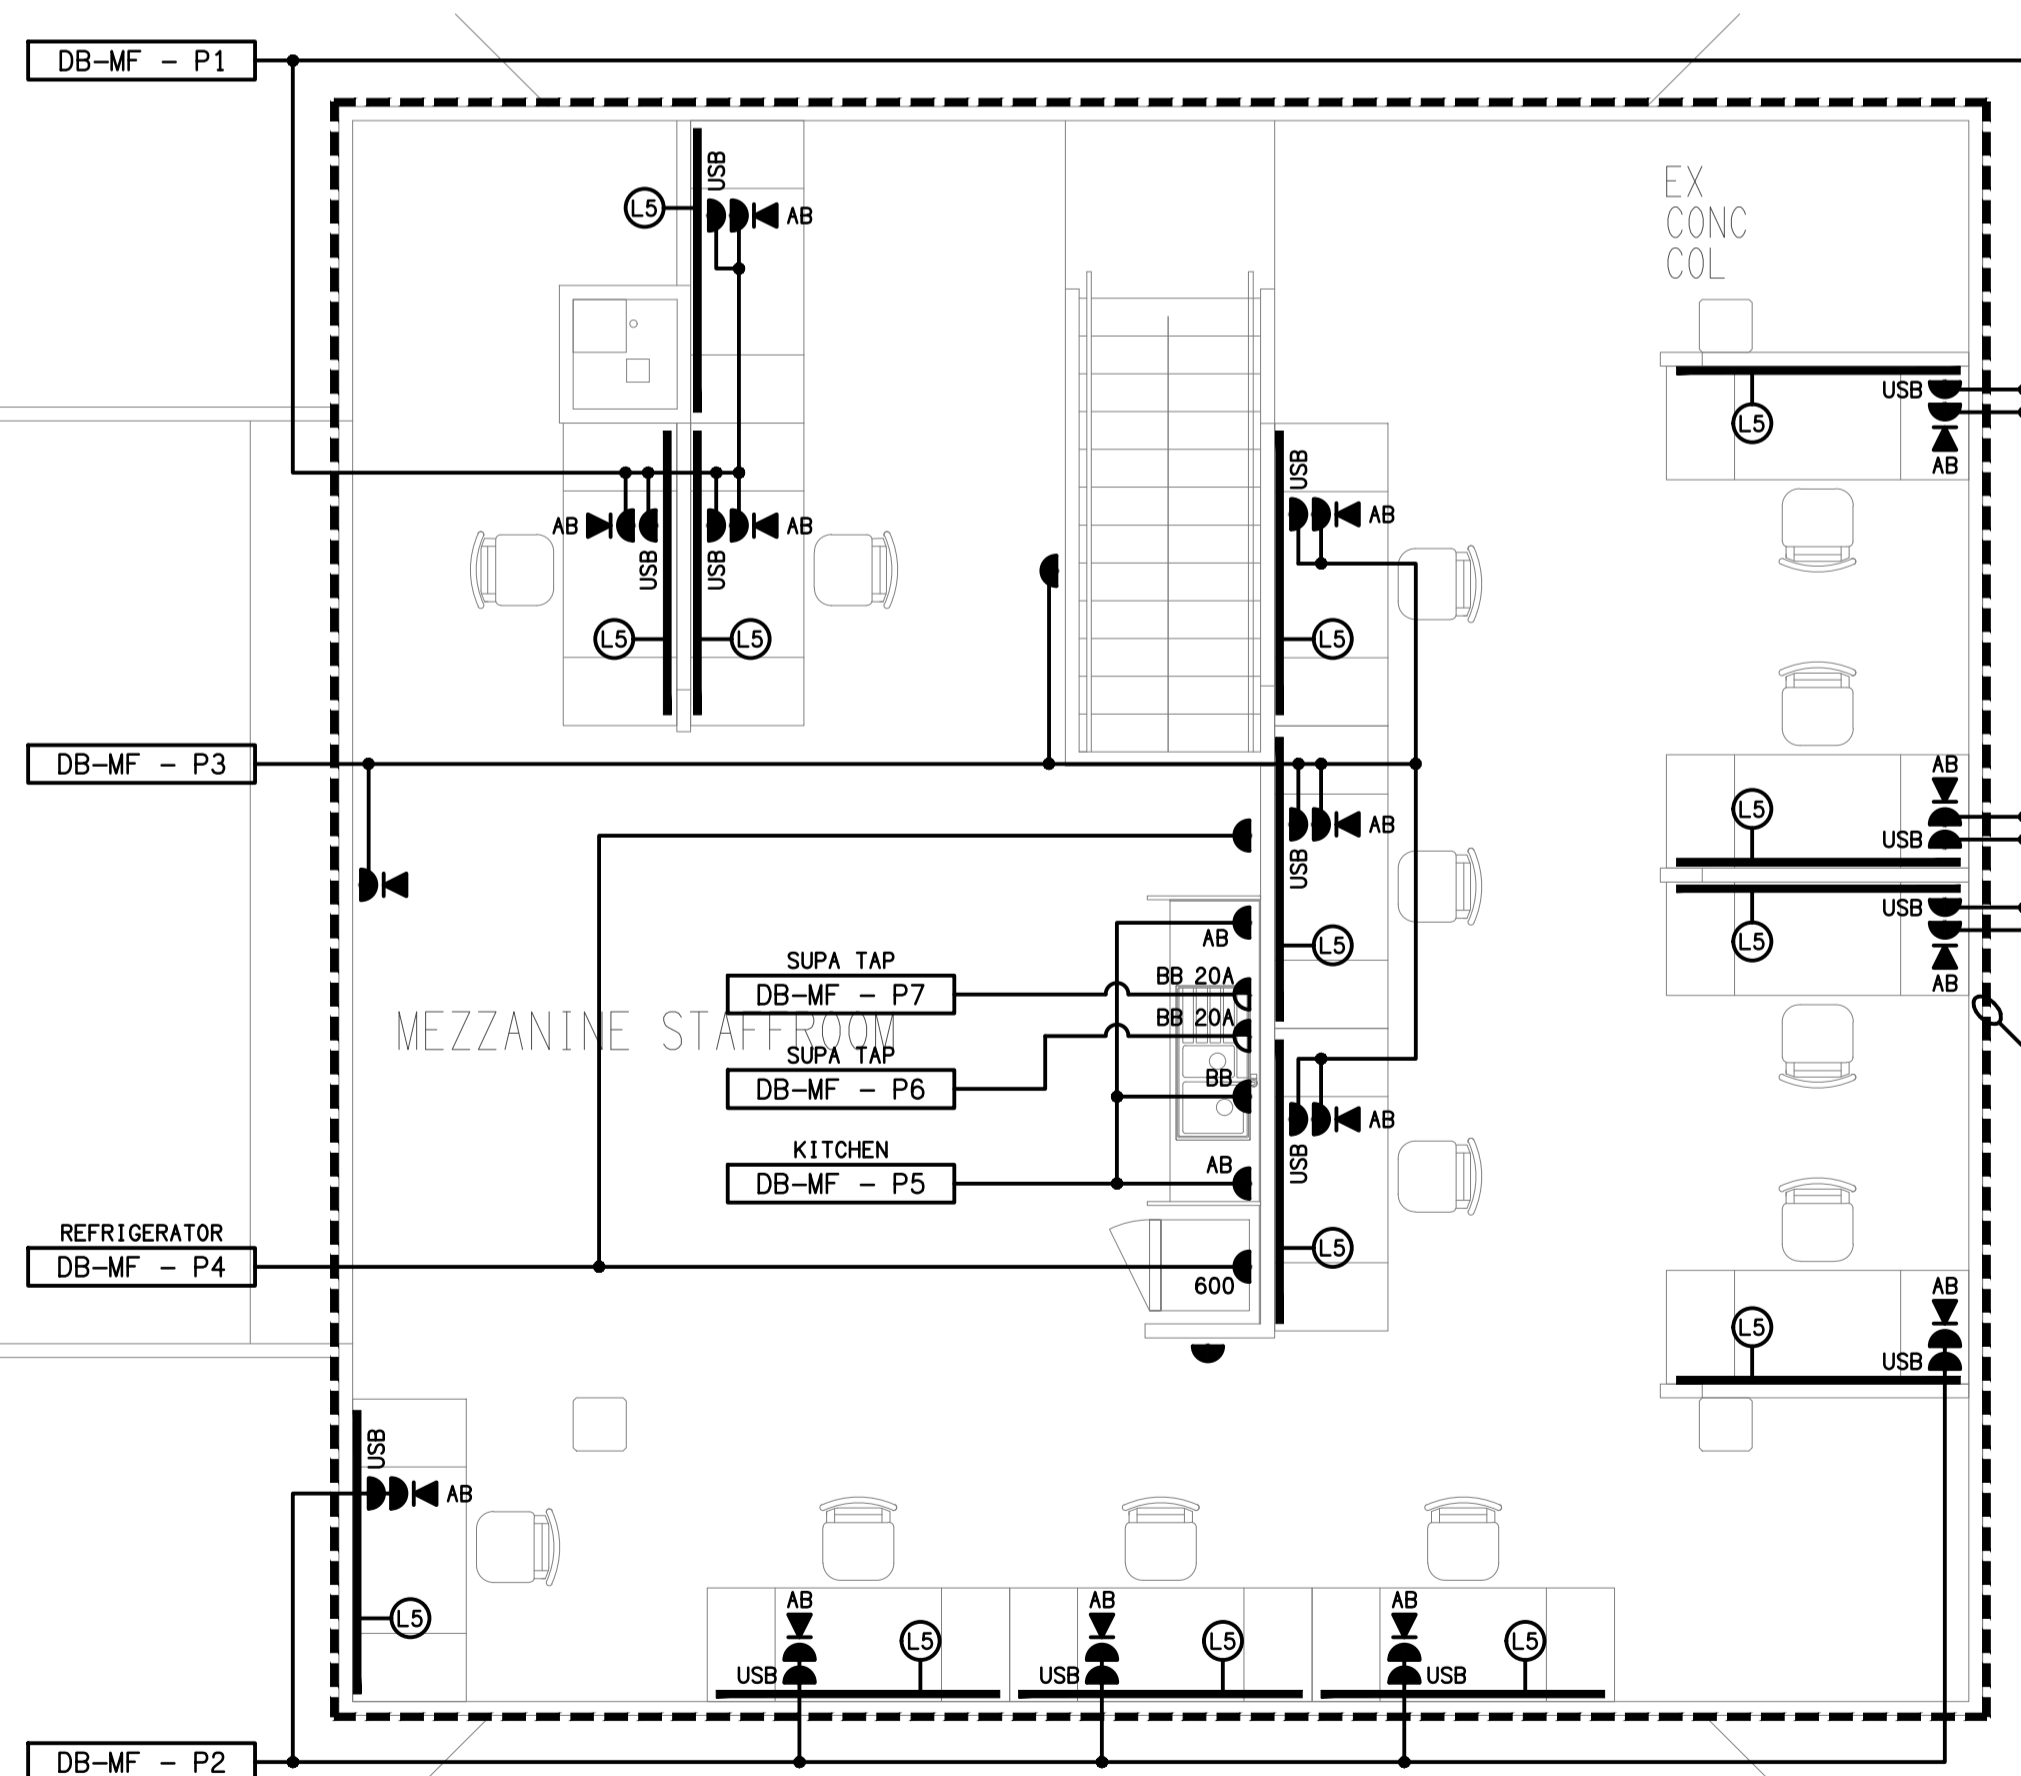 DB-MF - P1
USB
L5
AB
EX
CONC
COL
USB
L5
AB
USB
AB
AB
AB
USB
USB
L5
L5
L5
DB-MF - P3
AB
L5
AB
USB
USB
L5
AB
USB
L5
AB
SUPA TAP
DB-MF - P7
BB 20A
AB
MEZZANINE STAFFROOM
BB 20A
SUPA TAP
DB-MF - P6
BB
AB
USB
KITCHEN
DB-MF - P5
AB
REFRIGERATOR
DB-MF - P4
600
L5
AB
L5
USB
USB
AB
L5
AB
L5
USB
AB
L5
USB
AB
L5
USB
DB-MF - P2